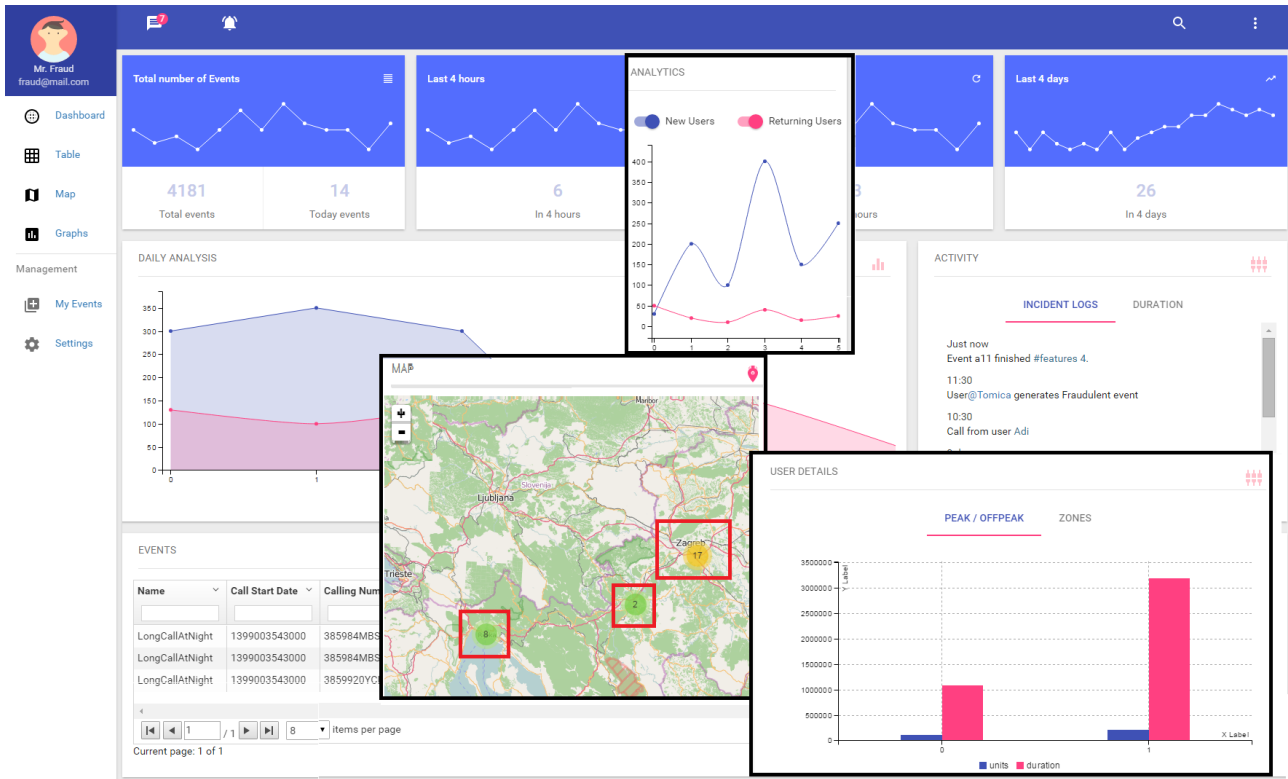 7
Mr. Fraud
fraud@mail.com
Dashboard
Table
Map
Graphs
Management
My Events
Settings
Total number of Events
4181
Total events
14
Today events
Last 4 hours
6
In 4 hours
Last 4 days
26
In 4 days
ANALYTICS
New Users
Returning Users
400
350
300
250
200
150
100
50
0
0 1 2 3 4 5
DAILY ANALYSIS
350
300
250
200
150
100
50
0
0 1
ACTIVITY
INCIDENT LOGS DURATION
Just now
Event a11 finished #features 4.
11:30
User@Tomica generates Fraudulent event
10:30
Call from user Adi
MAP
+
-
Maribor
Slovenija
Ljubljana
Zagreb
17
2
Trieste
8
EVENTS
Name Call Start Date Calling Num
LongCallAtNight 1399003543000 385984MBS
LongCallAtNight 1399003543000 385984MBS
LongCallAtNight 1399003543000 3859920YC
1 / 1 8 items per page
Current page: 1 of 1
USER DETAILS
PEAK / OFFPEAK ZONES
3500000
Y Label
3000000
2500000
2000000
1500000
1000000
500000
0
X Label
0 1
units duration